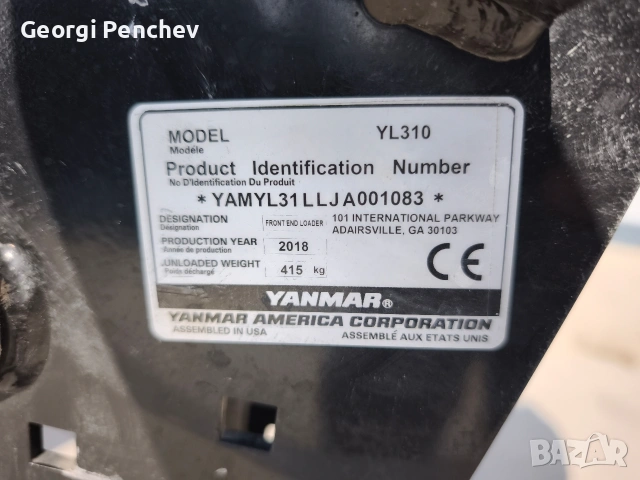 Georgi Penchev
MODEL YL310
Modèle
Product Identification Number
No D'Identification Du Produit
* YAMYL31LLJA001083 *
DESIGNATION FRONT END LOADER 101 INTERNATIONAL PARKWAY
Désignation ADAIRSVILLE, GA 30103
PRODUCTION YEAR 2018
Année de production
UNLOADED WEIGHT 415 kg
Poids déchargé
CE
YANMAR®
YANMAR AMERICA CORPORATION
ASSEMBLED IN USA ASSEMBLÉ AUX ETATS UNIS
BAZAR